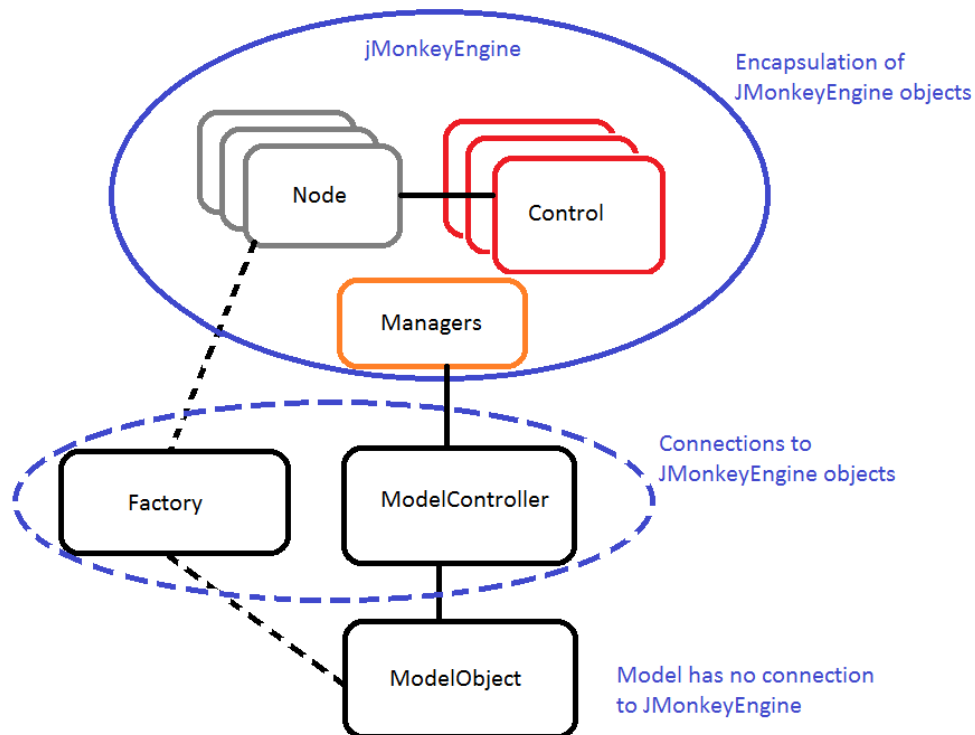 jMonkeyEngine
Encapsulation of
JMonkeyEngine objects
Node
Control
Managers
Connections to
JMonkeyEngine objects
Factory
ModelController
ModelObject
Model has no connection
to JMonkeyEngine